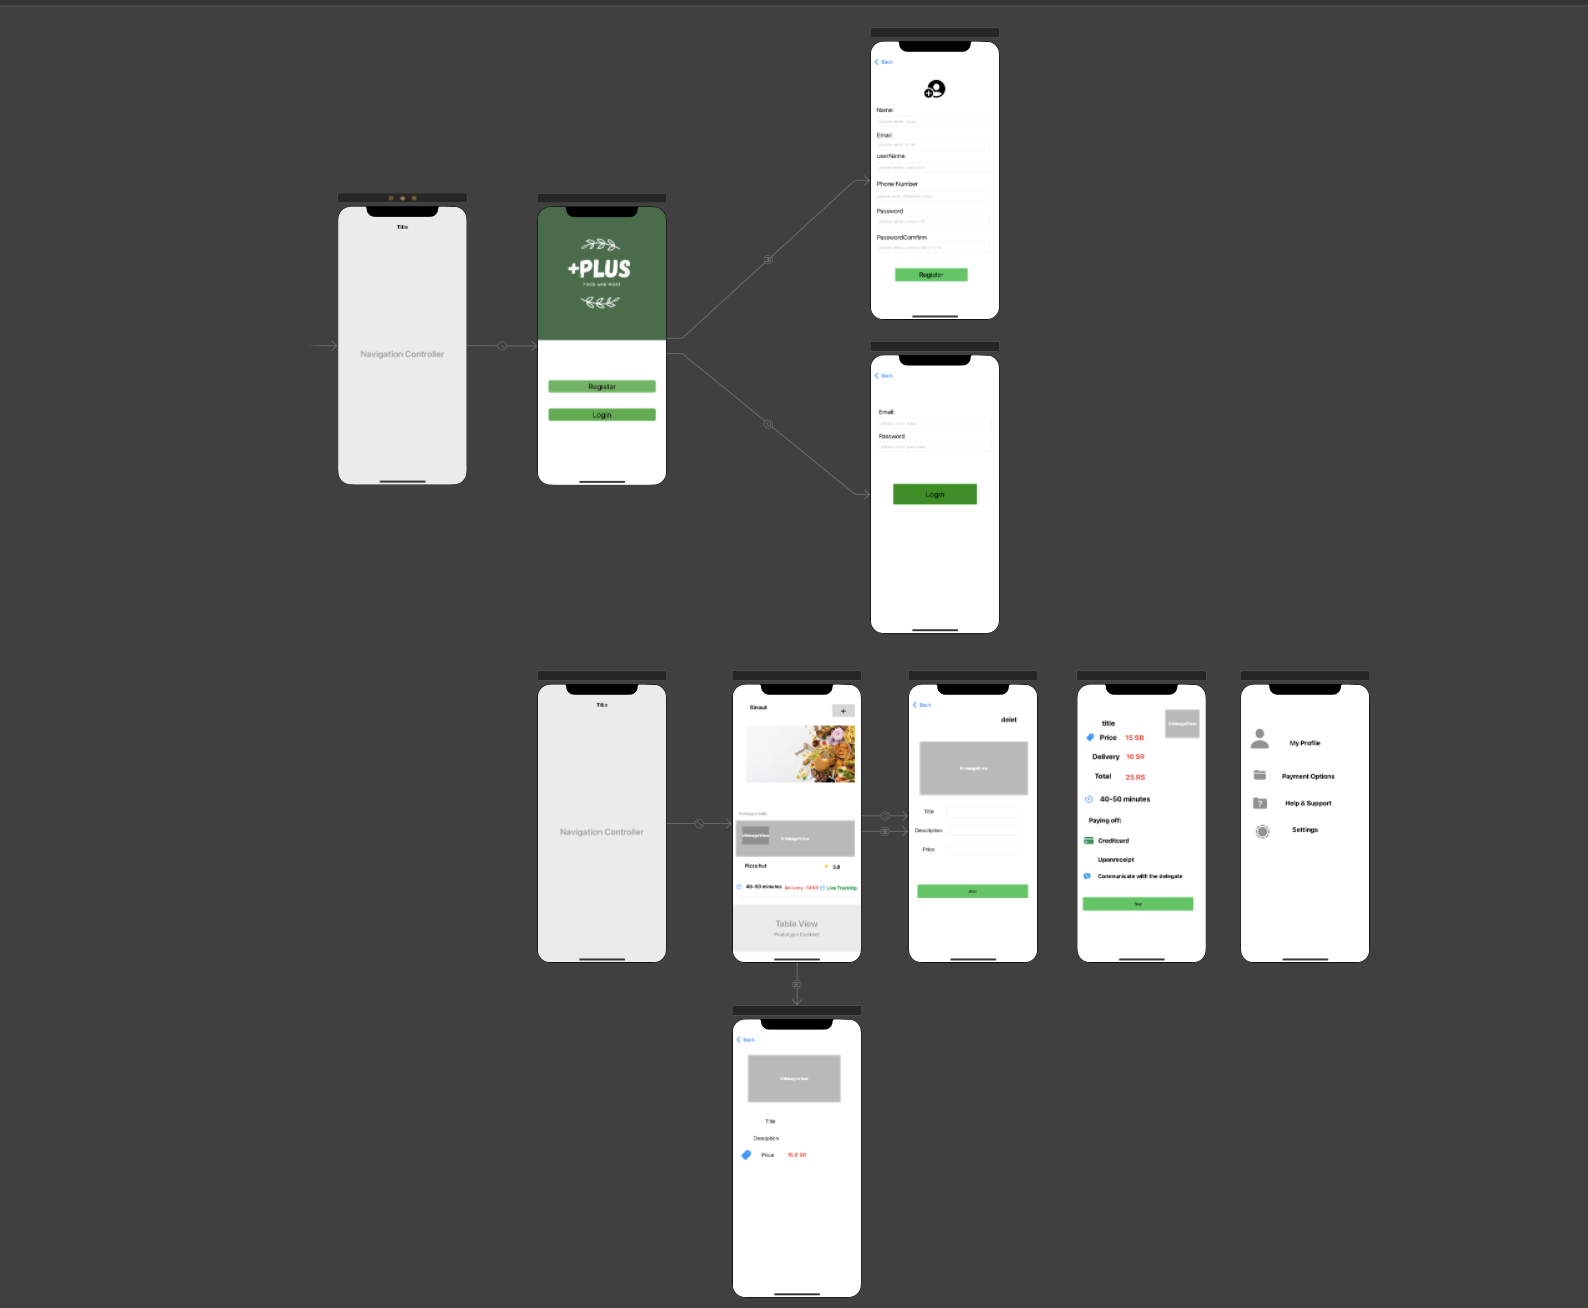 Back
Name:
Email:
userName:
Phone Number
Password
PasswordComfirm
Register
Title
Navigation Controller
+PLUS
FOOD AND MORE
Register
Login
Back
Email:
Password
Login
Title
Navigation Controller
Sinout
+
Prototype Cells
UIImageView
UIImageView
Pizza hut
3.8
40-50 minutes
Delivery: 10 SR
Live Tracking
Table View
Prototype Content
Back
delet
UIImageView
Title
Description
Price
title
UIImageView
Price 15 SR
Delivery 10 SR
Total 25 RS
40-50 minutes
Paying off:
Creditcard
Uponreceipt
Communicate with the delegate
My Profile
Payment Options
Help & Support
Settings
Back
UIImageView
Title
Desciption
Price 15.8 SR